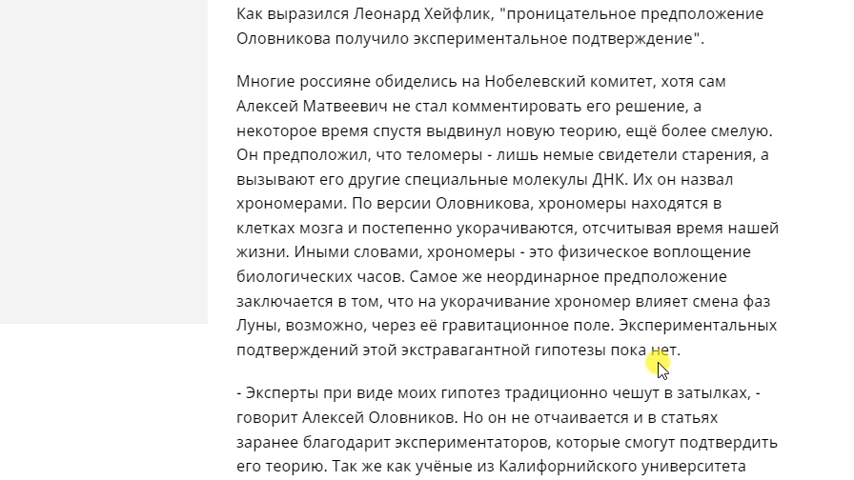 Как выразился Леонард Хейфлик, "проницательное предположение
Оловникова получило экспериментальное подтверждение".
Многие россияне обиделись на Нобелевский комитет, хотя сам
Алексей Матвеевич не стал комментировать его решение, а
некоторое время спустя выдвинул новую теорию, ещё более смелую.
Он предположил, что теломеры - лишь немые свидетели старения, а
вызывают его другие специальные молекулы ДНК. Их он назвал
хрономерами. По версии Оловникова, хрономеры находятся в
клетках мозга и постепенно укорачиваются, отсчитывая время нашей
жизни. Иными словами, хрономеры - это физическое воплощение
биологических часов. Самое же неординарное предположение
заключается в том, что на укорачивание хрономер влияет смена фаз
Луны, возможно, через её гравитационное поле. Экспериментальных
подтверждений этой экстравагантной гипотезы пока нет.
- Эксперты при виде моих гипотез традиционно чешут в затылках, -
говорит Алексей Оловников. Но он не отчаивается и в статьях
заранее благодарит экспериментаторов, которые смогут подтвердить
его теорию. Так же как учёные из Калифорнийского университета